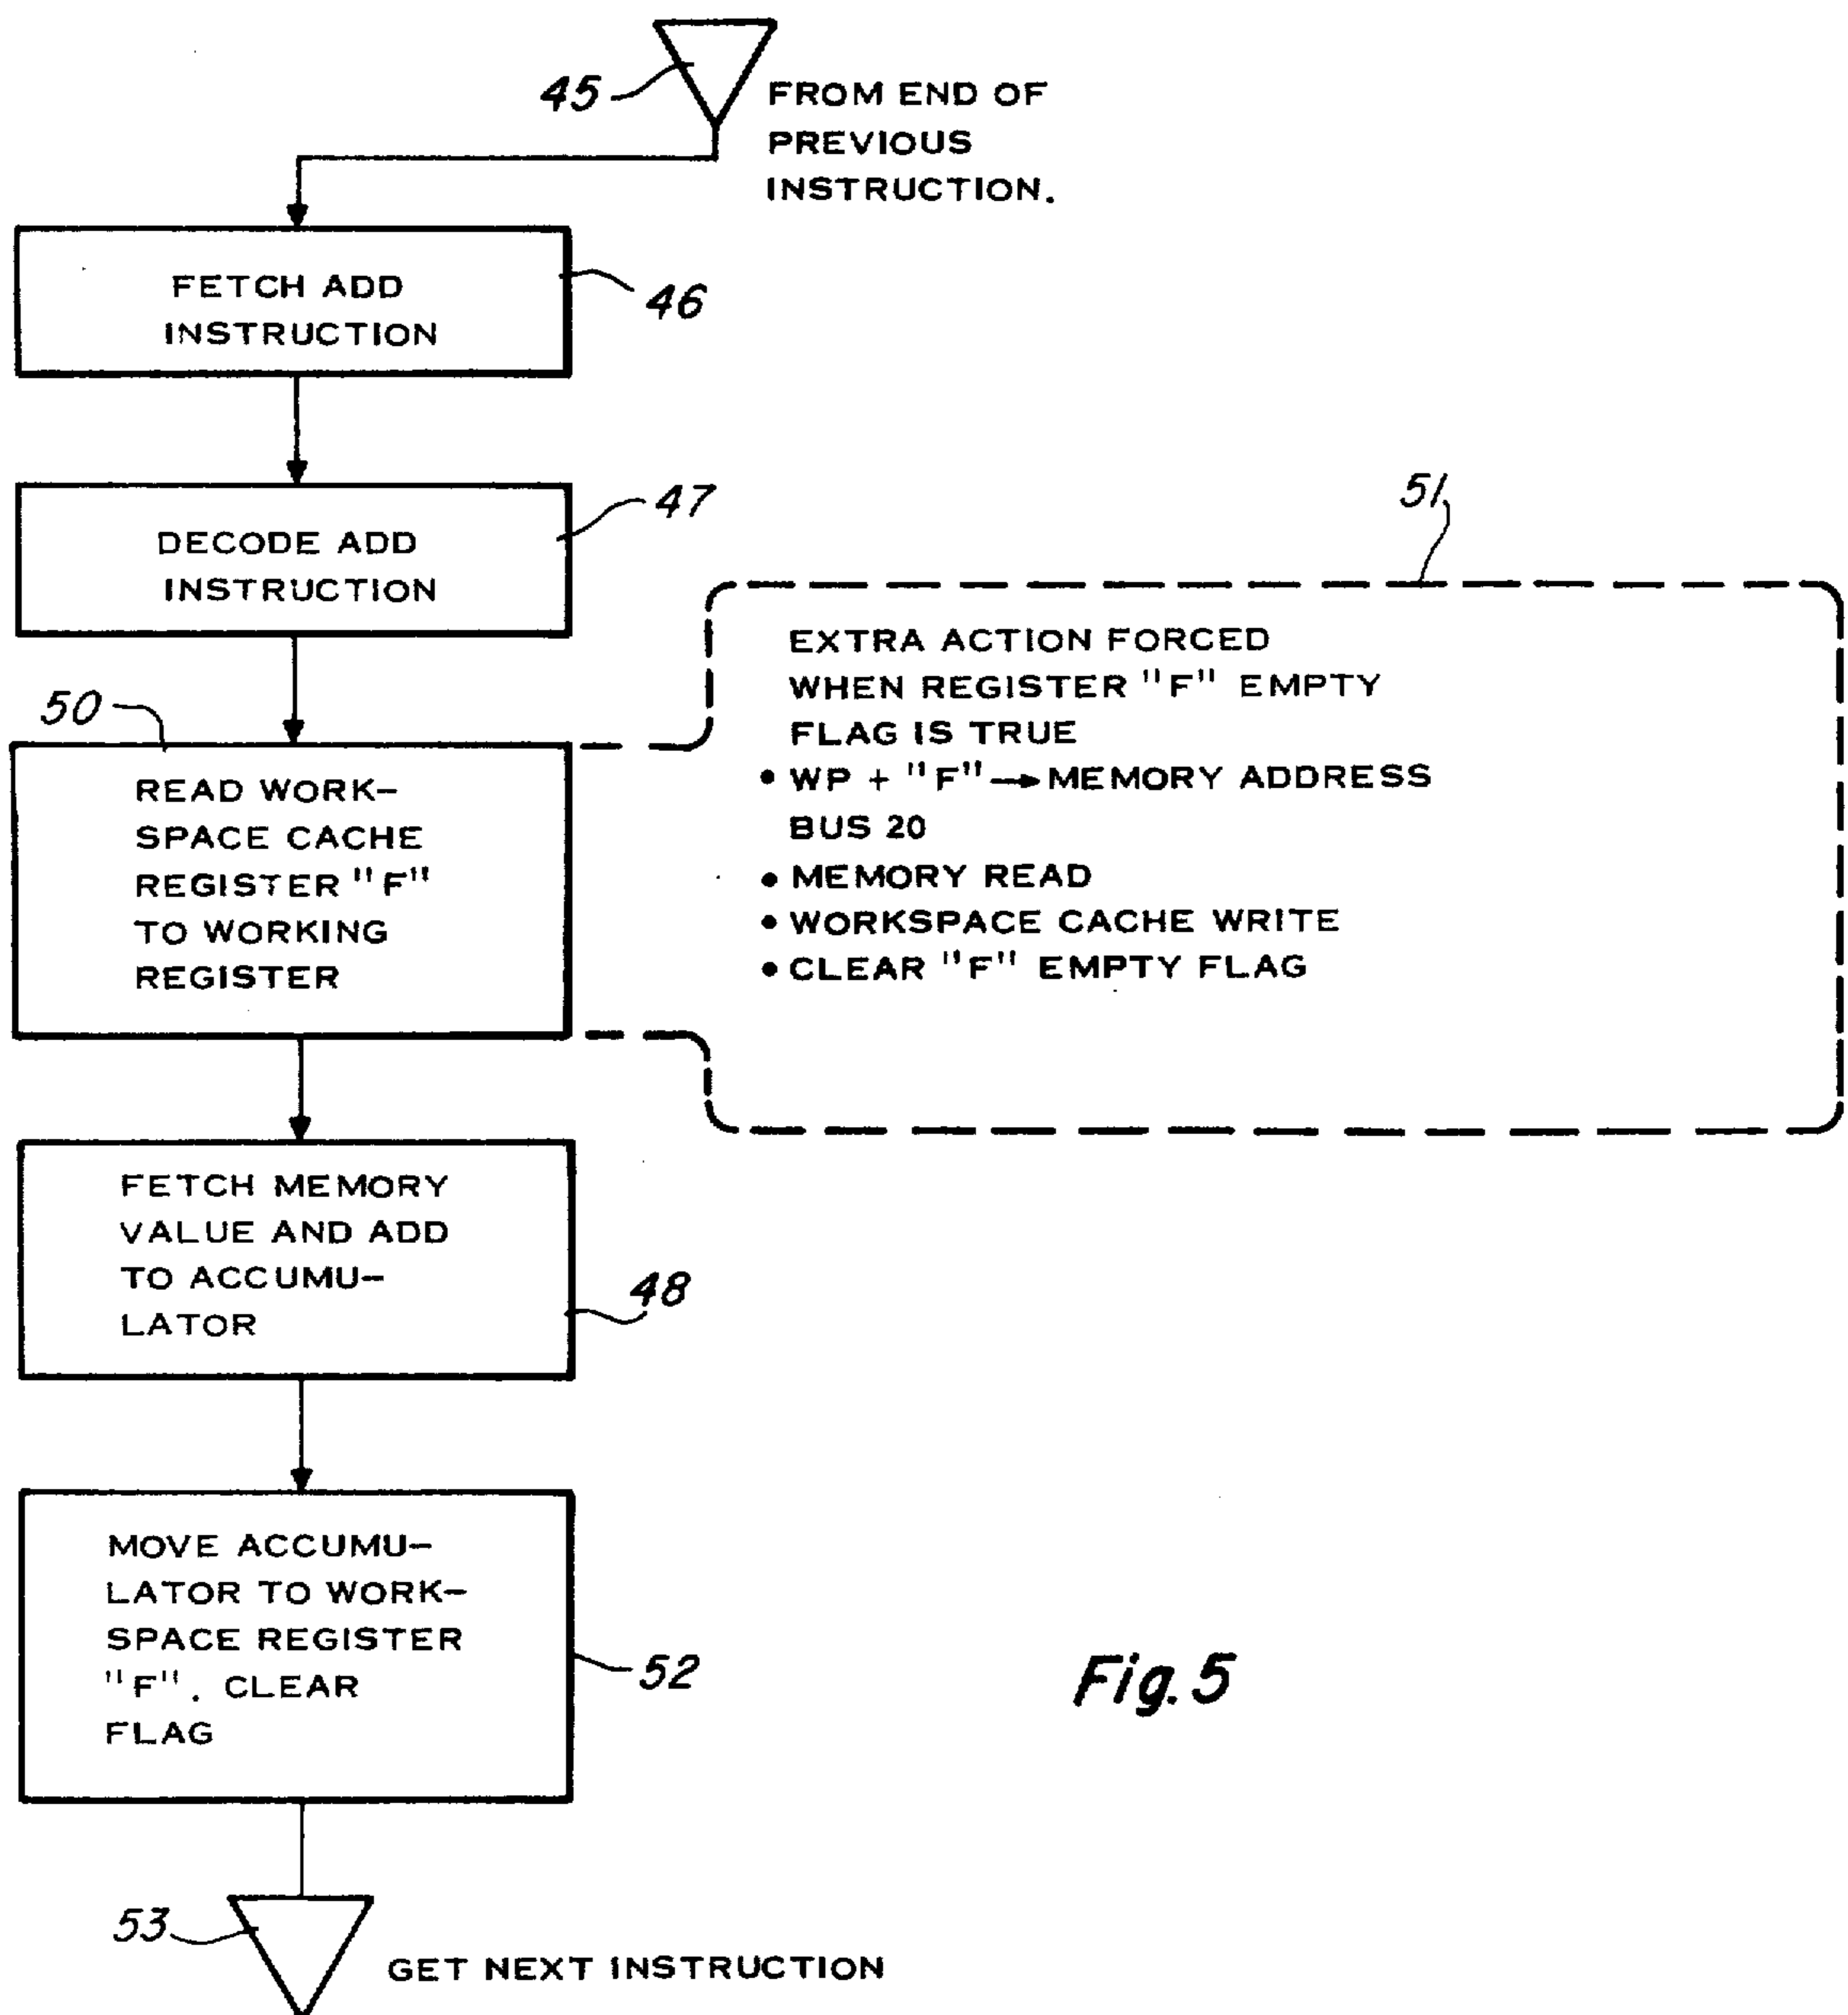 45
FROM END OF
PREVIOUS
INSTRUCTION.
FETCH ADD
INSTRUCTION
46
DECODE ADD
INSTRUCTION
47
50
READ WORK-
SPACE CACHE
REGISTER "F"
TO WORKING
REGISTER
51
EXTRA ACTION FORCED
WHEN REGISTER "F" EMPTY
FLAG IS TRUE
• WP + "F" → MEMORY ADDRESS
BUS 20
• MEMORY READ
• WORKSPACE CACHE WRITE
• CLEAR "F" EMPTY FLAG
FETCH MEMORY
VALUE AND ADD
TO ACCUMU-
LATOR
48
MOVE ACCUMU-
LATOR TO WORK-
SPACE REGISTER
"F". CLEAR
FLAG
52
53
GET NEXT INSTRUCTION
Fig. 5